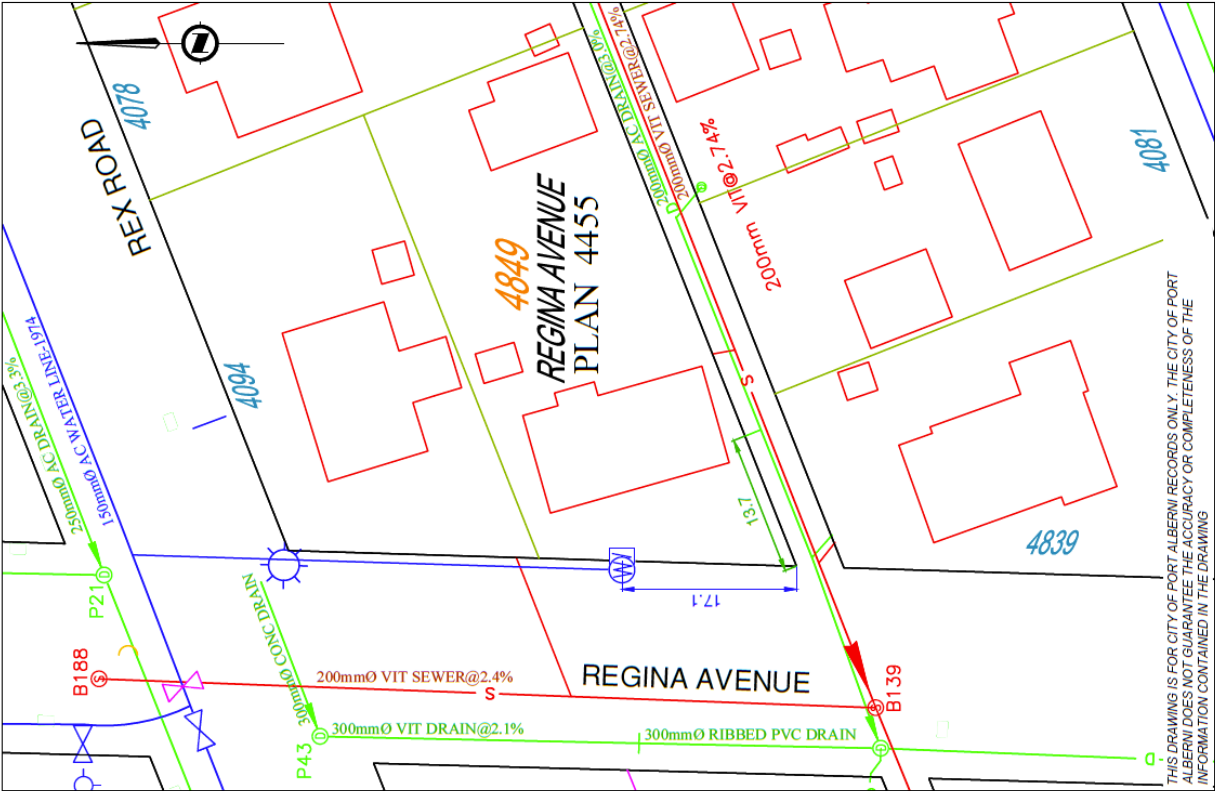 200mmØ AC DRAIN@3.0%
200mmØ VIT SEWER@2.74%
4078
REX ROAD
200mm VIT@2.74%
4081
D
4849
REGINA AVENUE
PLAN 4455
250mmØ AC DRAIN@3.3%
150mmØ AC WATER LINE-1974
4094
S
13.7
4839
P21
D
W
17.1
300mmØ CONC DRAIN
B188
S
200mmØ VIT SEWER@2.4%
S
REGINA AVENUE
S
B139
P43
D
300mmØ VIT DRAIN@2.1%
300mmØ RIBBED PVC DRAIN
D
THIS DRAWING IS FOR CITY OF PORT ALBERNI RECORDS ONLY. THE CITY OF PORT
ALBERNI DOES NOT GUARANTEE THE ACCURACY OR COMPLETENESS OF THE
INFORMATION CONTAINED IN THE DRAWING